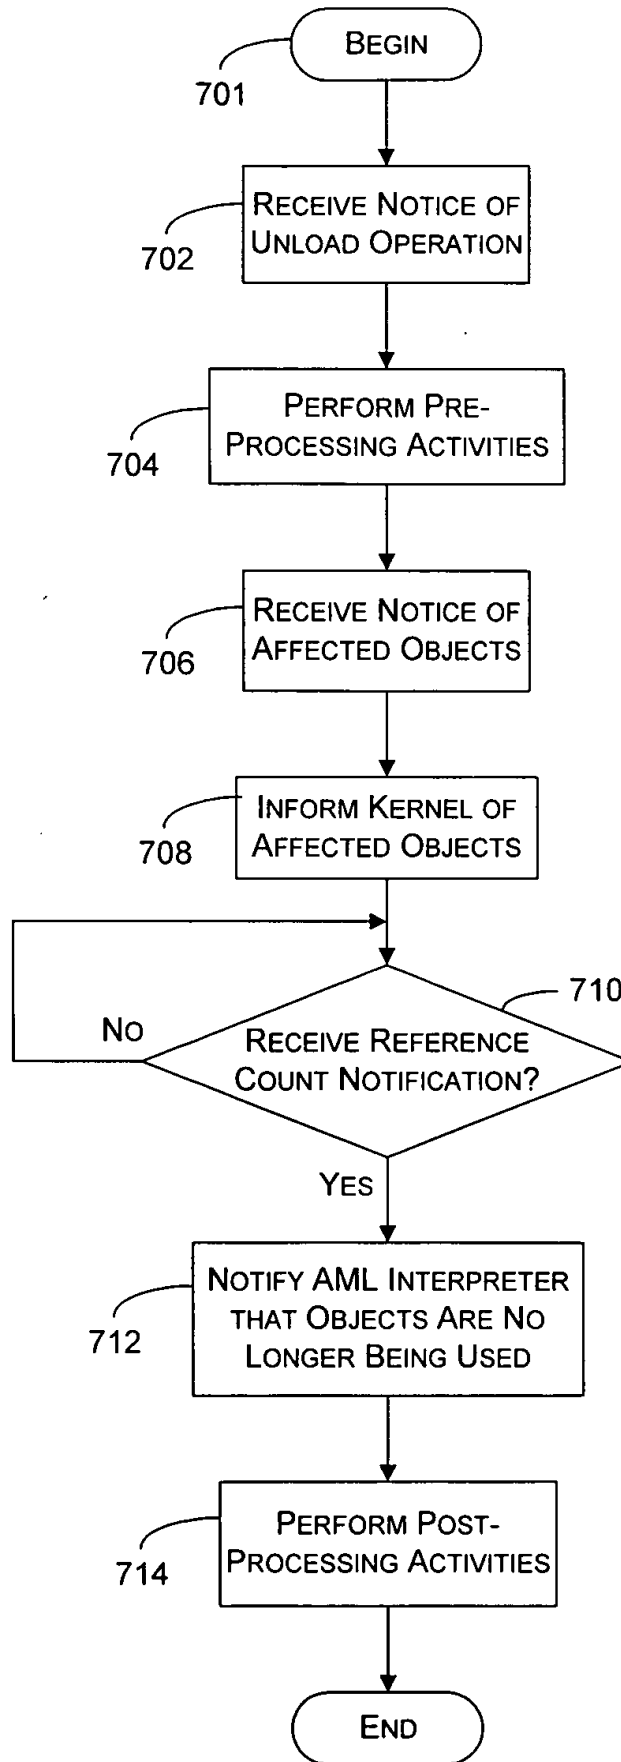 BEGIN
701
RECEIVE NOTICE OF
UNLOAD OPERATION
702
PERFORM PRE-
PROCESSING ACTIVITIES
704
RECEIVE NOTICE OF
AFFECTED OBJECTS
706
INFORM KERNEL OF
AFFECTED OBJECTS
708
710
NO
RECEIVE REFERENCE
COUNT NOTIFICATION?
YES
NOTIFY AML INTERPRETER
THAT OBJECTS ARE NO
LONGER BEING USED
712
PERFORM POST-
PROCESSING ACTIVITIES
714
END